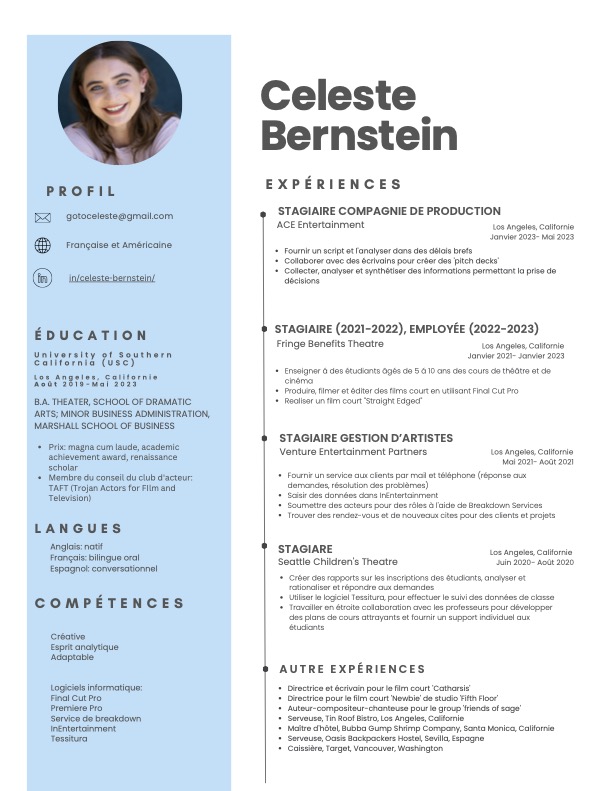 Celeste
Bernstein
PROFIL
gotoceleste@gmail.com
Française et Américaine
in/celeste-bernstein/
ÉDUCATION
University of Southern
California (USC)
Los Angeles, Californie
Août 2019-Mai 2023
B.A. THEATER, SCHOOL OF DRAMATIC
ARTS; MINOR BUSINESS ADMINISTRATION,
MARSHALL SCHOOL OF BUSINESS
• Prix: magna cum laude, academic
achievement award, renaissance
scholar
• Membre du conseil du club d'acteur:
TAFT (Trojan Actors for FIlm and
Television)
LANGUES
Anglais: natif
Français: bilingue oral
Espagnol: conversationnel
COMPÉTENCES
Créative
Esprit analytique
Adaptable
Logiciels informatique:
Final Cut Pro
Premiere Pro
Service de breakdown
InEntertainment
Tessitura
EXPÉRIENCES
STAGIAIRE COMPAGNIE DE PRODUCTION
ACE Entertainment
Los Angeles, Californie
Janvier 2023- Mai 2023
• Fournir un script et l'analyser dans des délais brefs
• Collaborer avec des écrivains pour créer des 'pitch decks'
• Collecter, analyser et synthétiser des informations permettant la prise de
décisions
STAGIAIRE (2021-2022), EMPLOYÉE (2022-2023)
Fringe Benefits Theatre
Los Angeles, Californie
Janvier 2021- Janvier 2023
• Enseigner à des étudiants âgés de 5 à 10 ans des cours de théâtre et de
cinéma
• Produire, filmer et éditer des films court en utilisant Final Cut Pro
• Realiser un film court "Straight Edged"
STAGIAIRE GESTION D'ARTISTES
Venture Entertainment Partners
Los Angeles, Californie
Mai 2021- Août 2021
• Fournir un service aux clients par mail et téléphone (réponse aux
demandes, résolution des problèmes)
• Saisir des données dans InEntertainment
• Soumettre des acteurs pour des rôles à l'aide de Breakdown Services
• Trouver des rendez-vous et de nouveaux cites pour des clients et projets
STAGIARE
Seattle Children's Theatre
Los Angeles, Californie
Juin 2020- Août 2020
• Créer des rapports sur les inscriptions des étudiants, analyser et
rationaliser et répondre aux demandes
• Utiliser le logiciel Tessitura, pour effectuer le suivi des données de classe
• Travailler en étroite collaboration avec les professeurs pour développer
des plans de cours attrayants et fournir un support individuel aux
étudiants
AUTRE EXPÉRIENCES
• Directrice et écrivain pour le film court 'Catharsis'
• Directrice pour le film court 'Newbie' de studio 'Fifth Floor'
• Auteur-compositeur-chanteuse pour le group 'friends of sage'
• Serveuse, Tin Roof Bistro, Los Angeles, Californie
• Maître d'hôtel, Bubba Gump Shrimp Company, Santa Monica, Californie
• Serveuse, Oasis Backpackers Hostel, Sevilla, Espagne
• Caissière, Target, Vancouver, Washington